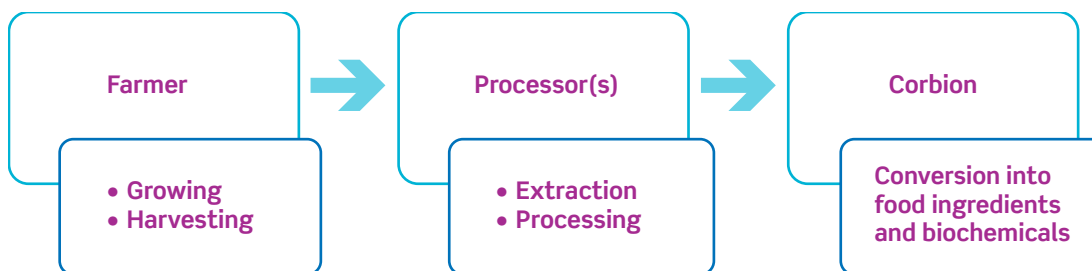 Farmer
• Growing
• Harvesting
Processor(s)
• Extraction
• Processing
Corbion
Conversion into
food ingredients
and biochemicals